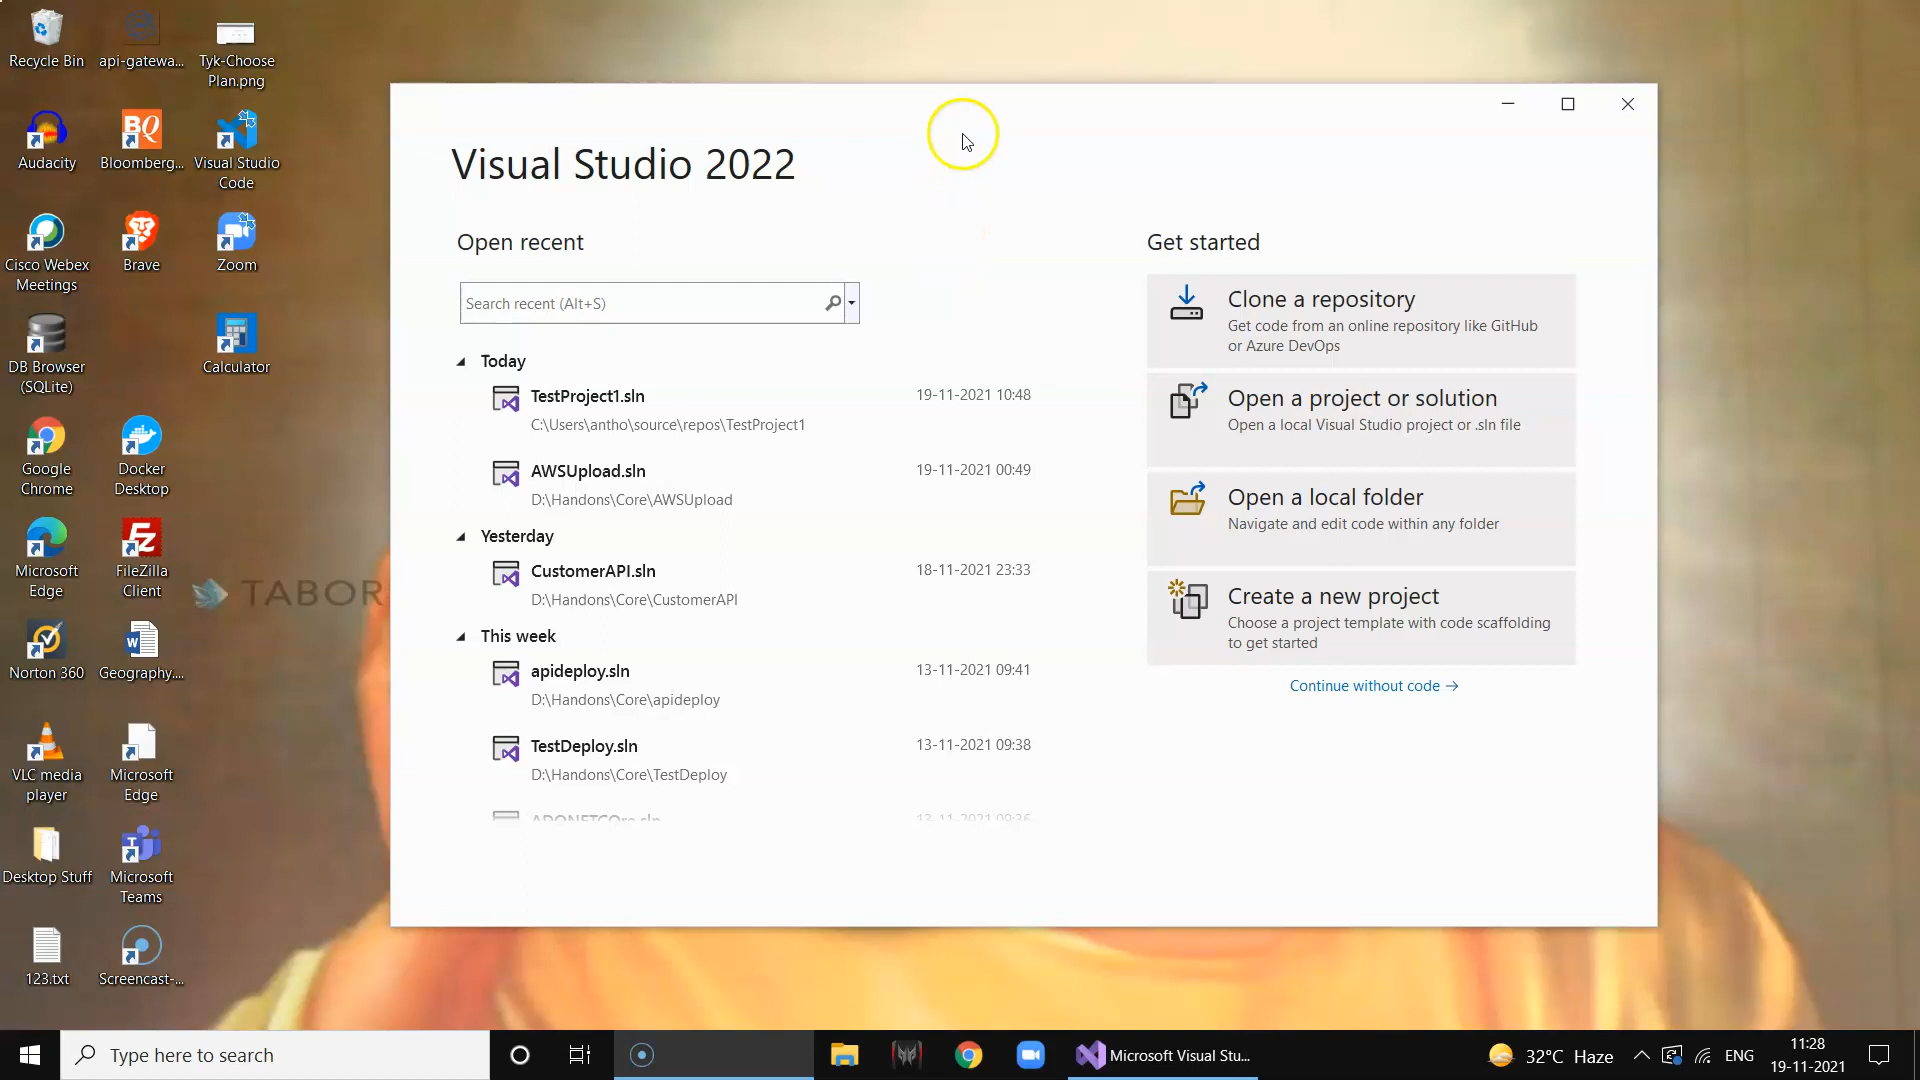 Recycle Bin
api-gatewa...
Tyk-Choose
Plan.png
Audacity
Bloomberg...
Visual Studio
Code
Cisco Webex
Meetings
Brave
Zoom
DB Browser
(SQLite)
Calculator
Google
Chrome
Docker
Desktop
Microsoft
Edge
FileZilla
Client
TABOR
Norton 360
Geography....
VLC media
player
Microsoft
Edge
Desktop Stuff
Microsoft
Teams
123.txt
Screencast-...
Visual Studio 2022
Open recent
Search recent (Alt+S)
Today
TestProject1.sln
19-11-2021 10:48
C:\Users\antho\source\repos\TestProject1
AWSUpload.sln
19-11-2021 00:49
D:\Handons\Core\AWSUpload
Yesterday
CustomerAPI.sln
18-11-2021 23:33
D:\Handons\Core\CustomerAPI
This week
apideploy.sln
13-11-2021 09:41
D:\Handons\Core\apideploy
TestDeploy.sln
13-11-2021 09:38
D:\Handons\Core\TestDeploy
ADONETCOre.sln
13-11-2021 09:36
Get started
Clone a repository
Get code from an online repository like GitHub
or Azure DevOps
Open a project or solution
Open a local Visual Studio project or .sln file
Open a local folder
Navigate and edit code within any folder
Create a new project
Choose a project template with code scaffolding
to get started
Continue without code →
Type here to search
Microsoft Visual Stu...
32°C Haze
ENG
11:28
19-11-2021